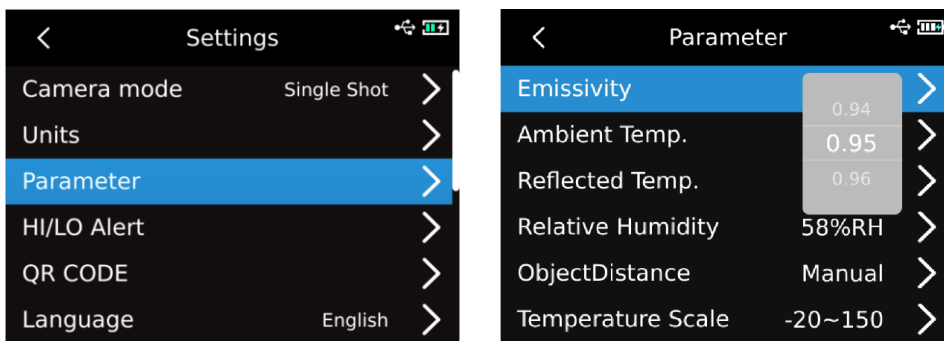 Settings
Camera mode Single Shot
Units
Parameter
HI/LO Alert
QR CODE
Language English
Parameter
Emissivity
0.94
Ambient Temp. 0.95
Reflected Temp. 0.96
Relative Humidity 58%RH
ObjectDistance Manual
Temperature Scale -20~150